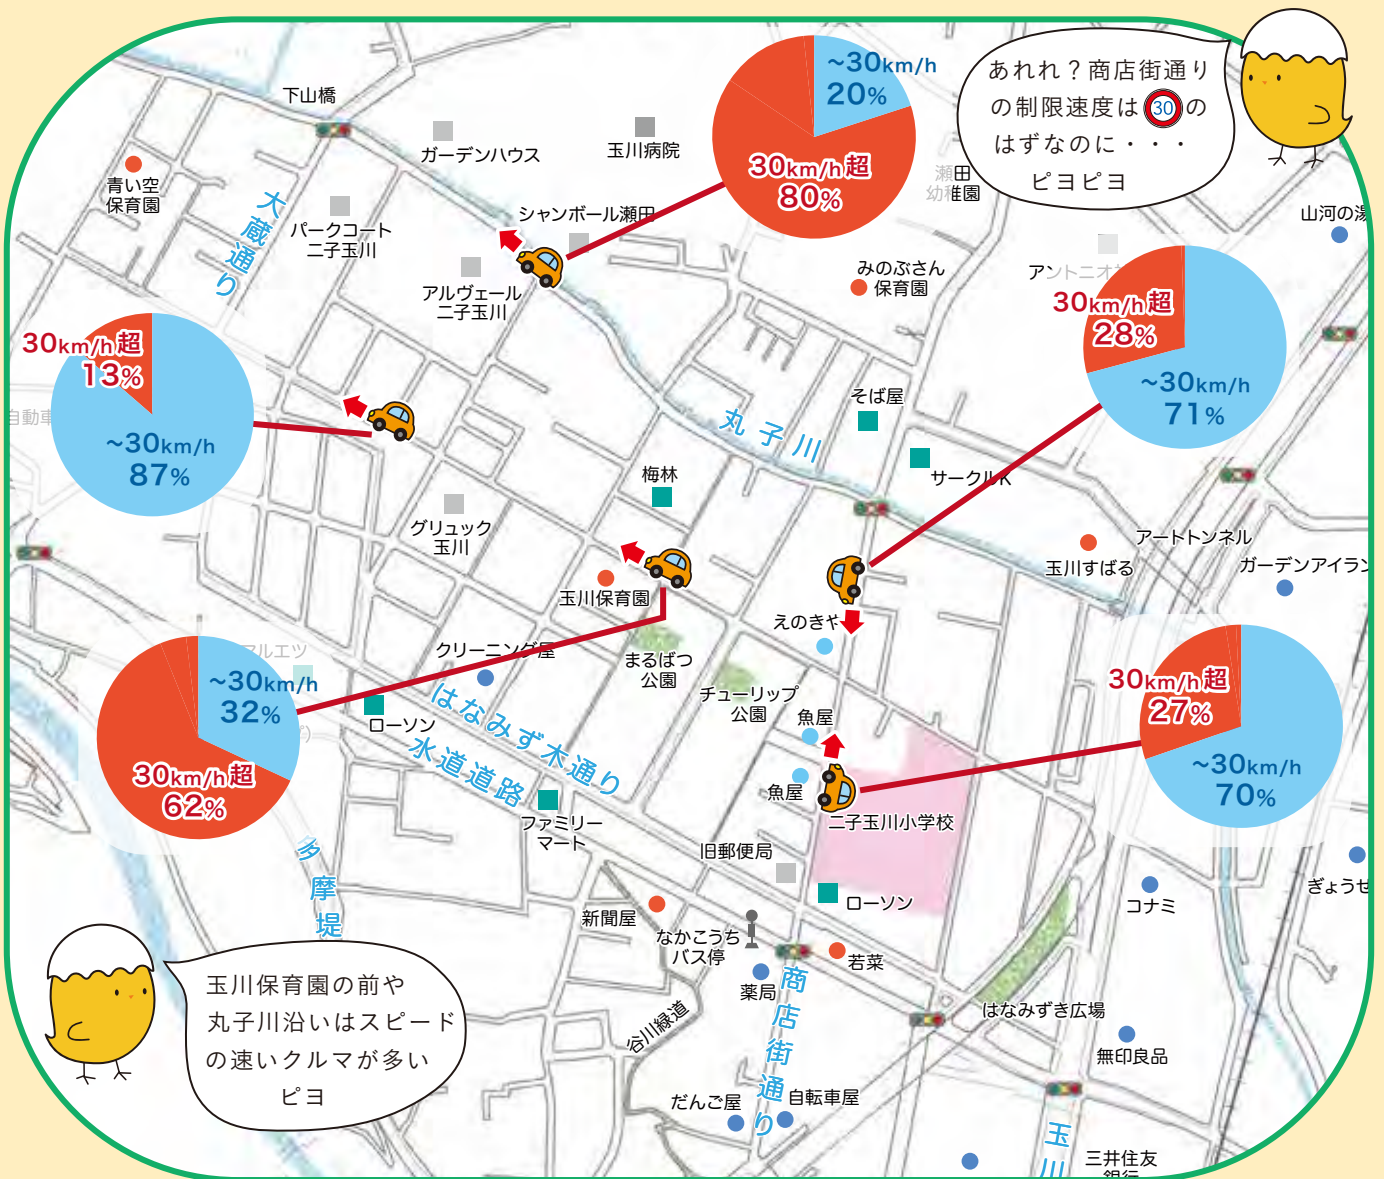 あれれ？商店街通り
の制限速度は30の
はずなのに・・・
ピヨピヨ
~30km/h
20%
30km/h超
80%
下山橋
ガーデンハウス
玉川病院
瀬田
幼稚園
青い空
保育園
大蔵通り
パークコート
二子玉川
シャンボール瀬田
アルヴェール
二子玉川
みのぶさん
保育園
山河の湯
アントニオ
30km/h超
28%
~30km/h
71%
30km/h超
13%
~30km/h
87%
自動車
丸子川
そば屋
サークルK
梅林
グリュック
玉川
玉川保育園
アートトンネル
玉川すばる
ガーデンアイラン
えのきや
クリーニング屋
まるばつ
公園
チューリップ
公園
マルエツ
~30km/h
32%
30km/h超
62%
ローソン
はなみず木通り
水道道路
ファミリー
マート
魚屋
魚屋
二子玉川小学校
30km/h超
27%
~30km/h
70%
旧郵便局
ローソン
多摩堤
新聞屋
なかこうち
バス停
若菜
薬局
商店街通り
コナミ
ぎょうせ
はなみずき広場
無印良品
谷川緑道
だんご屋
自転車屋
玉川
三井住友
銀行
玉川保育園の前や
丸子川沿いはスピード
の速いクルマが多い
ピヨ